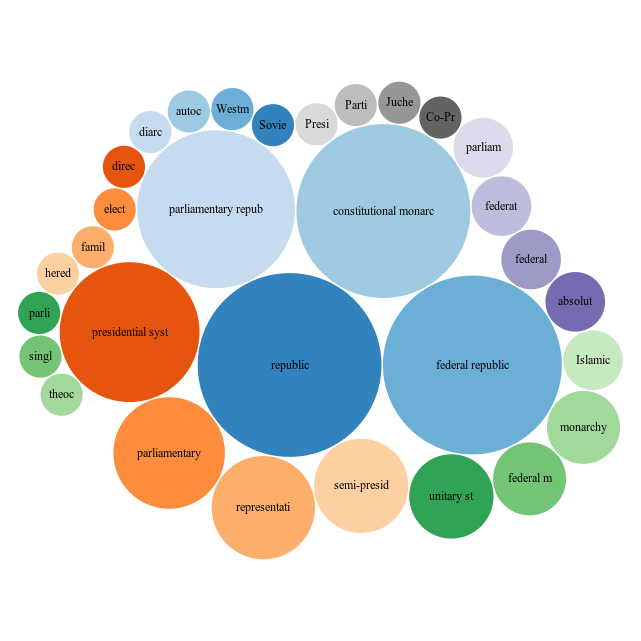 Juche
Parti
Westm
autoc
Co-Pr
Presi
Sovie
diarc
parliam
direc
federat
elect
parliamentary repub
constitutional monarc
famil
federal
hered
absolut
parli
presidential syst
singl
Islamic
republic
federal republic
theoc
monarchy
parliamentary
federal m
semi-presid
unitary st
representati